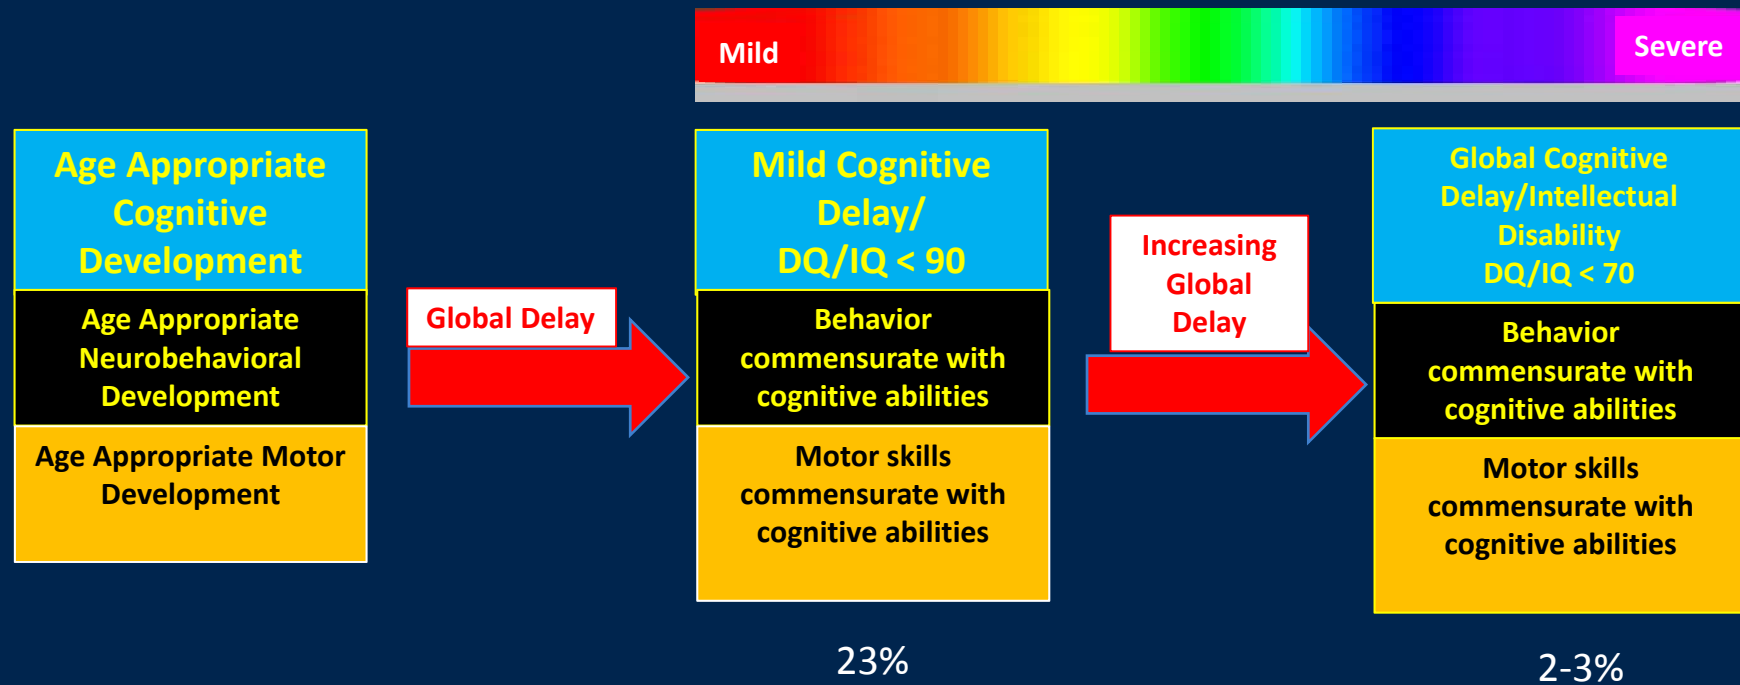 Mild
Severe
Age Appropriate
Cognitive
Development
Age Appropriate
Neurobehavioral
Development
Age Appropriate Motor
Development
Global Delay
Mild Cognitive
Delay/
DQ/IQ < 90
Behavior
commensurate with
cognitive abilities
Motor skills
commensurate with
cognitive abilities
23%
Increasing
Global
Delay
Global Cognitive
Delay/Intellectual
Disability
DQ/IQ < 70
Behavior
commensurate with
cognitive abilities
Motor skills
commensurate with
cognitive abilities
2-3%